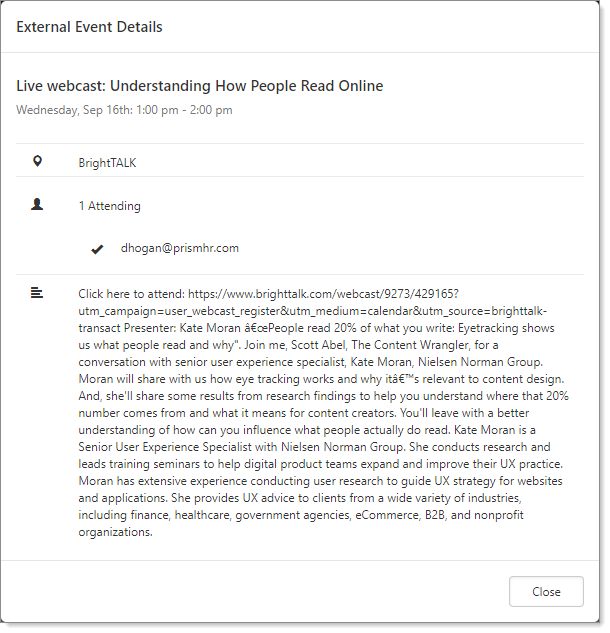 External Event Details
Live webcast: Understanding How People Read Online
Wednesday, Sep 16th: 1:00 pm - 2:00 pm
BrightTALK
1 Attending
dhogan@prismhr.com
Click here to attend: https://www.brighttalk.com/webcast/9273/429165?
utm_campaign=user_webcast_register&utm_medium=calendar&utm_source=brighttalk-
transact Presenter: Kate Moran â€œPeople read 20% of what you write: Eyetracking shows
us what people read and why". Join me, Scott Abel, The Content Wrangler, for a
conversation with senior user experience specialist, Kate Moran, Nielsen Norman Group.
Moran will share with us how eye tracking works and why itâ€™s relevant to content design.
And, she'll share some results from research findings to help you understand where that 20%
number comes from and what it means for content creators. You'll leave with a better
understanding of how can you influence what people actually do read. Kate Moran is a
Senior User Experience Specialist with Nielsen Norman Group. She conducts research and
leads training seminars to help digital product teams expand and improve their UX practice.
Moran has extensive experience conducting user research to guide UX strategy for websites
and applications. She provides UX advice to clients from a wide variety of industries,
including finance, healthcare, government agencies, eCommerce, B2B, and nonprofit
organizations.
Close